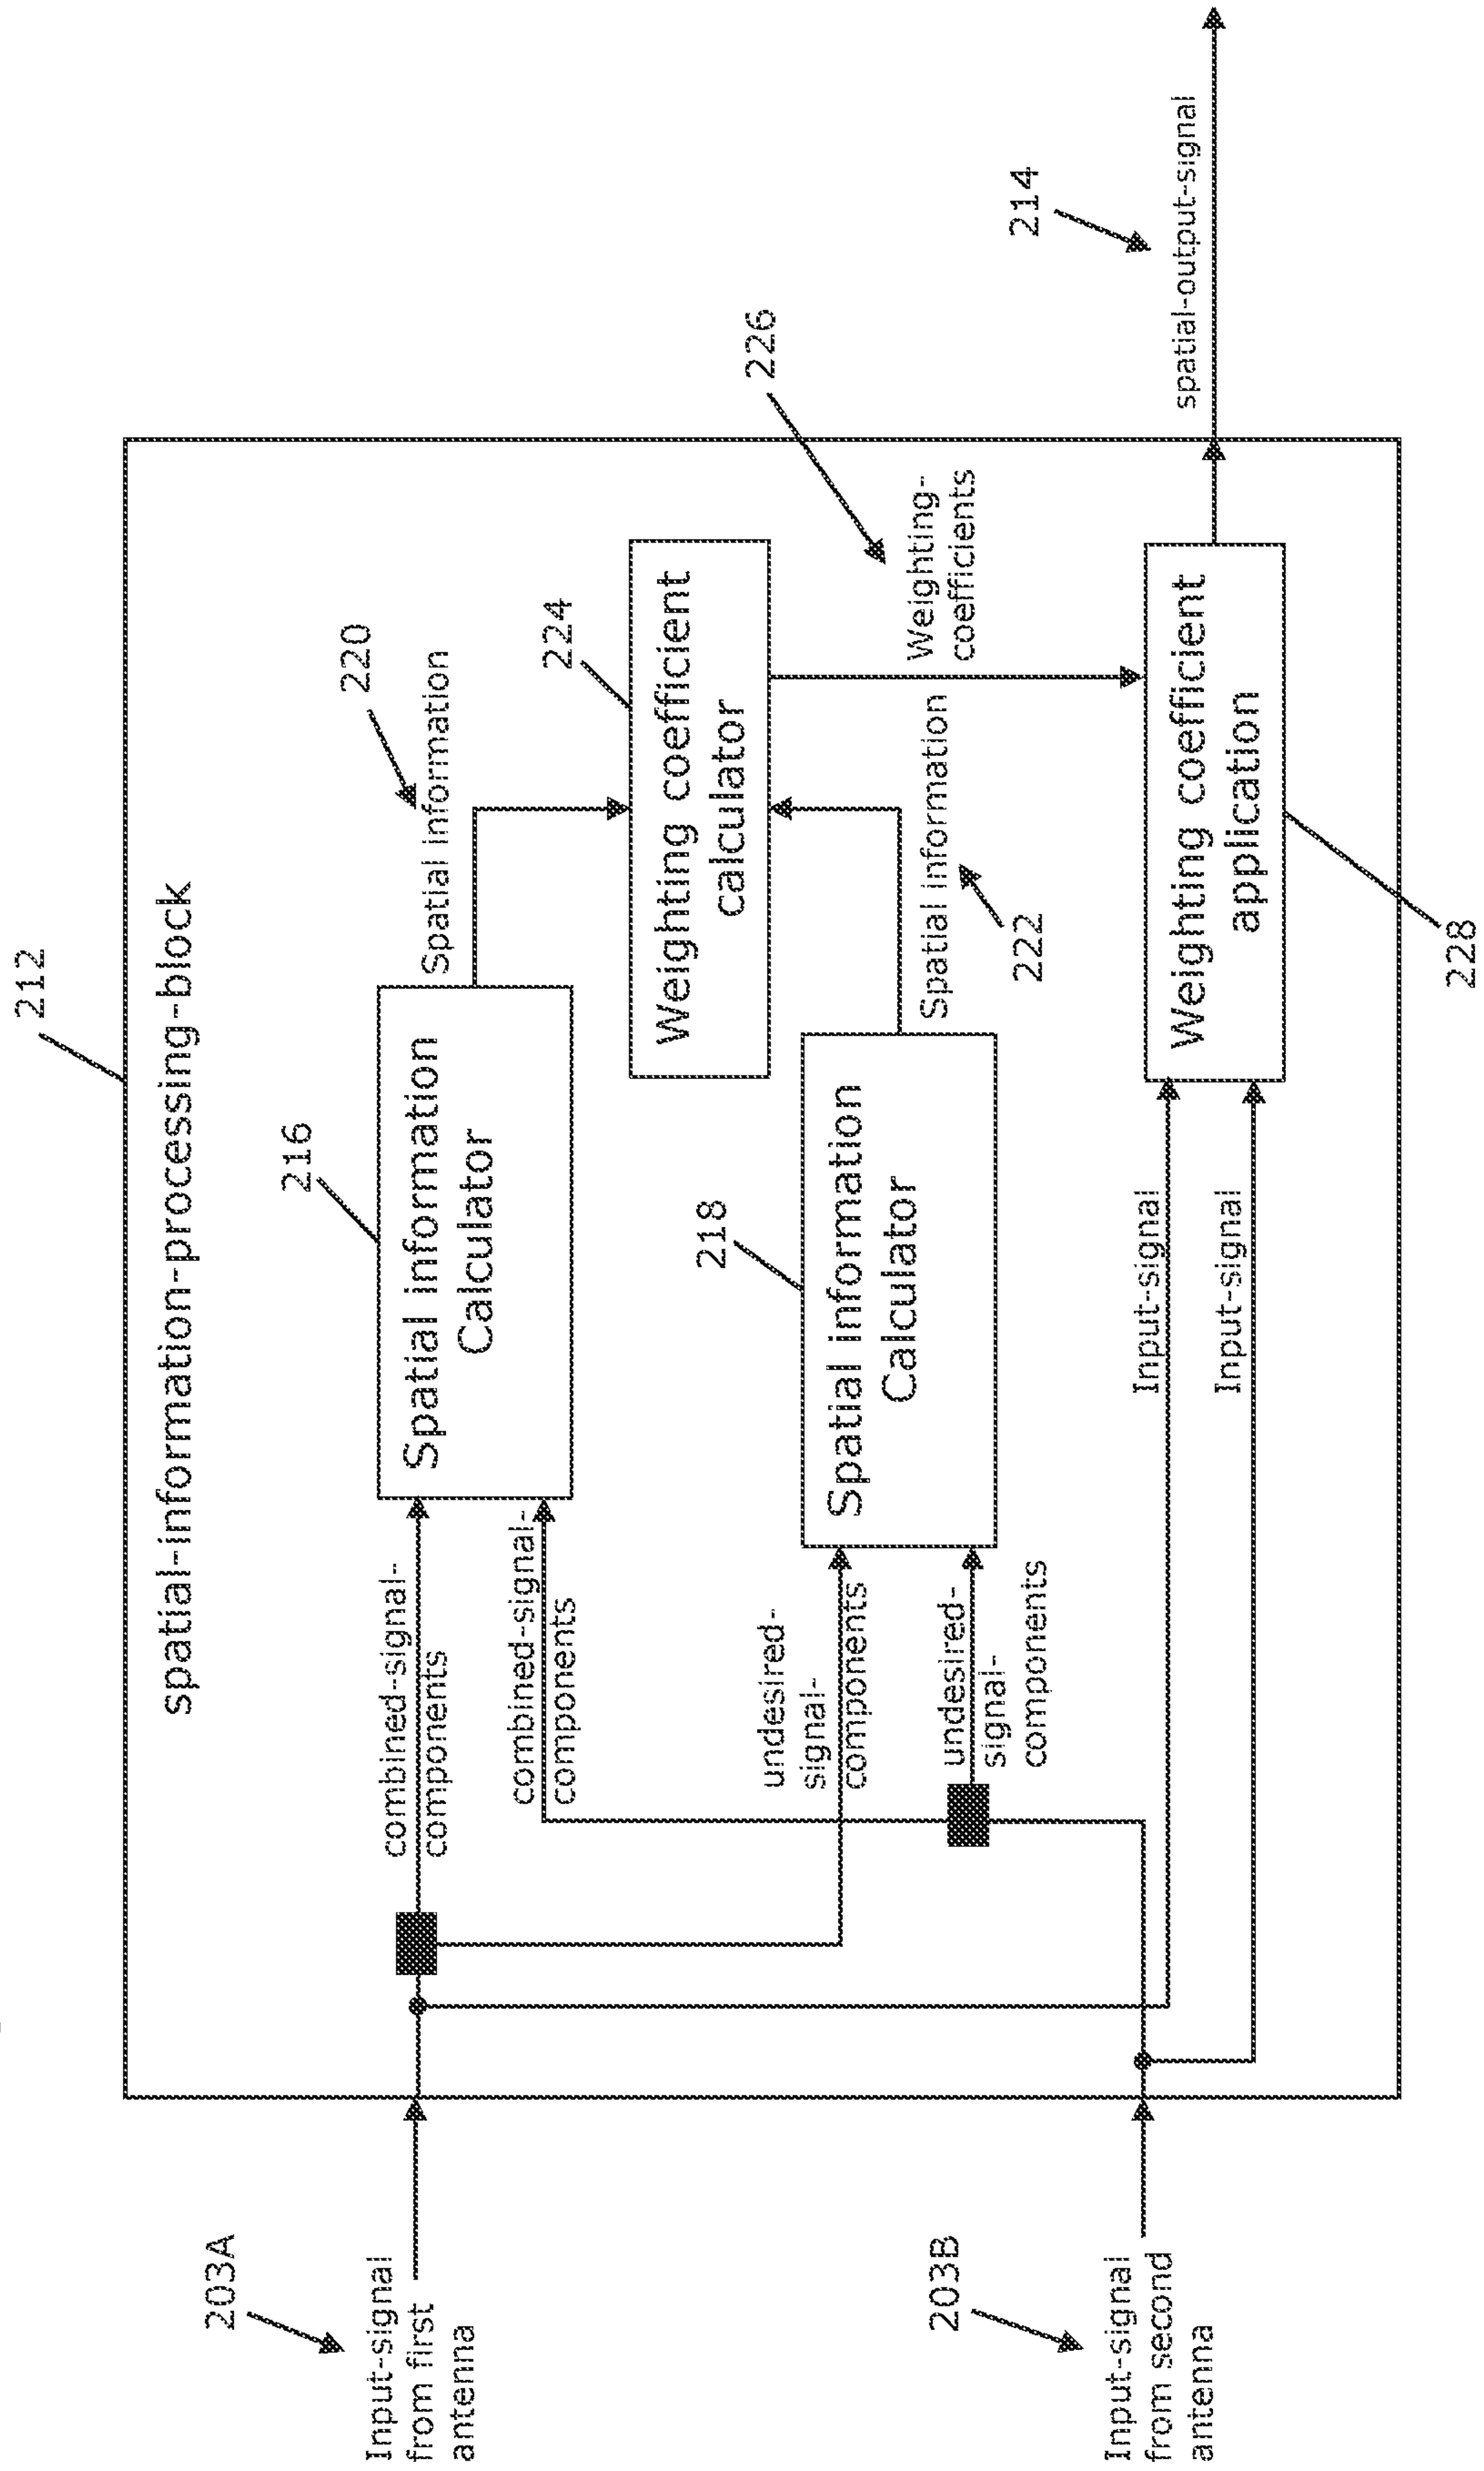 212
spatial-information-processing-block
203A
Input-signal
from first
antenna
combined-signal-
components
combined-signal-
components
216
Spatial information
Calculator
220
Spatial information
224
Weighting coefficient
calculator
226
Weighting-
coefficients
undesired-
signal-
components
undesired-
signal-
components
218
Spatial information
Calculator
Spatial information
222
203B
Input-signal
from second
antenna
Input-signal
Input-signal
Weighting coefficient
application
228
214
spatial-output-signal